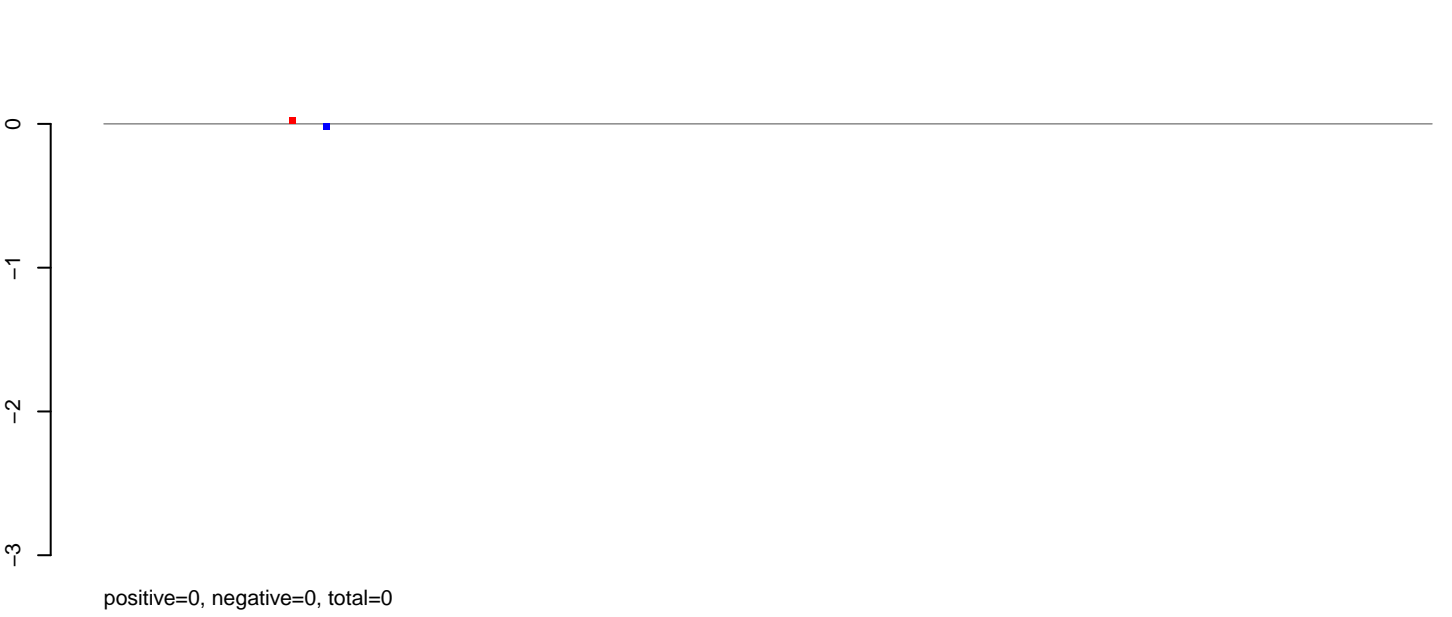 0
−1
−2
−3
positive=0, negative=0, total=0